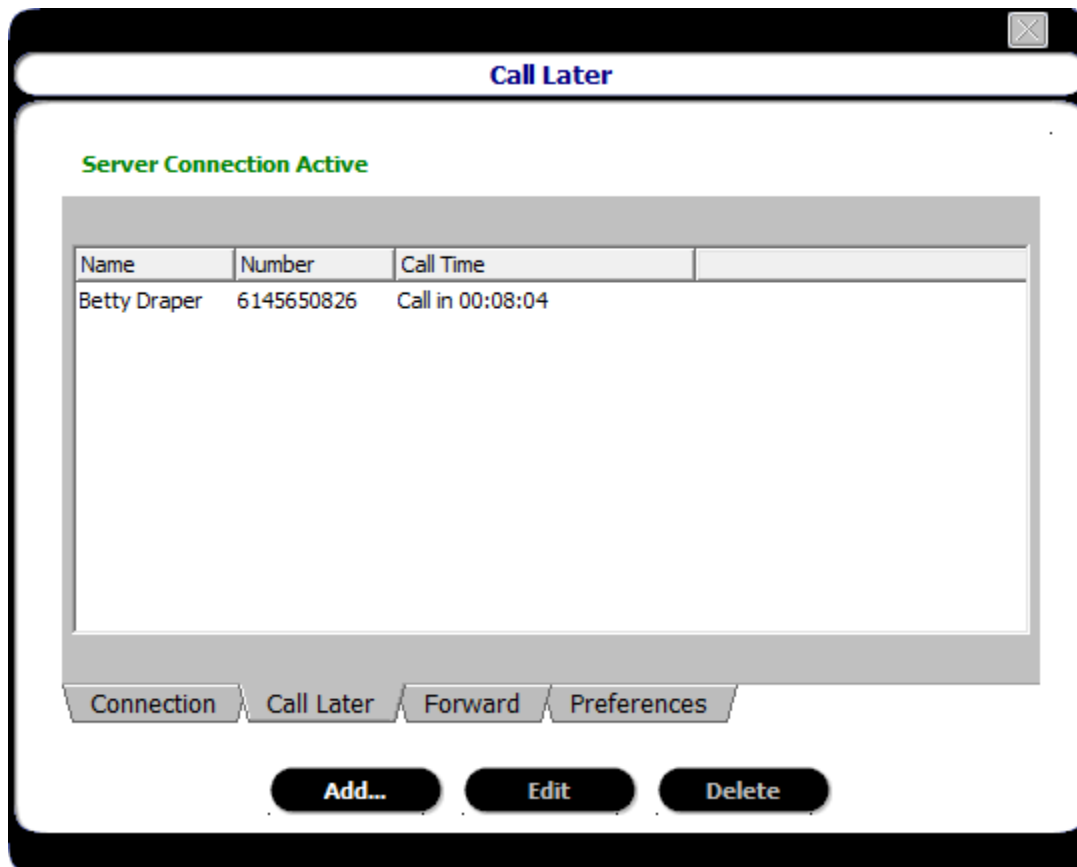 Call Later
Server Connection Active
Name Number Call Time
Betty Draper 6145650826 Call in 00:08:04
Connection Call Later Forward Preferences
Add... Edit Delete